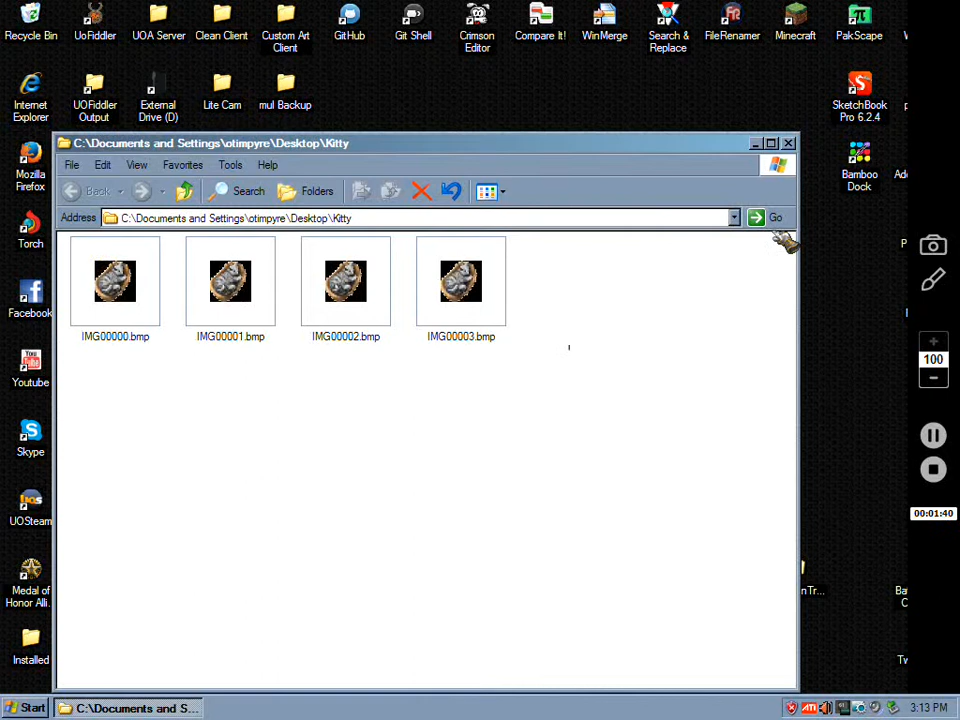 Recycle Bin
UoFiddler
UOA Server
Clean Client
Custom Art
Client
GitHub
Git Shell
Crimson
Editor
Compare It!
WinMerge
Search &
Replace
FileRenamer
Minecraft
PakScape
Internet
Explorer
UOFiddler
Output
External
Drive (D)
Lite Cam
mul Backup
SketchBook
Pro 6.2.4
C:\Documents and Settings\otimpyre\Desktop\Kitty
File Edit View Favorites Tools Help
Back Search Folders
Address C:\Documents and Settings\otimpyre\Desktop\Kitty Go
IMG00000.bmp IMG00001.bmp IMG00002.bmp IMG00003.bmp
Mozilla
Firefox
Bamboo
Dock
Torch
Facebook
You
Tube
Youtube
100
Skype
UOS
UOSteam
00:01:40
Medal of
Honor Alli...
Installed
Start C:\Documents and S... ATI 3:13 PM